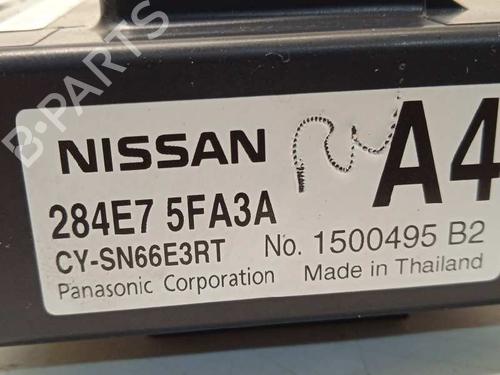 B-PARTS
NISSAN
A4
284E7 5FA3A
CY-SN66E3RT No. 1500495 B2
Panasonic Corporation Made in Thailand